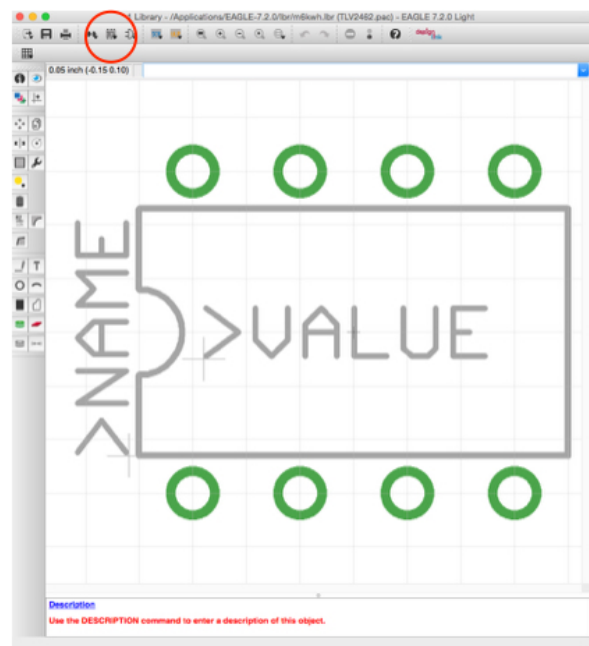 Library - /Applications/EAGLE-7.2.0/lbr/m6kwh.lbr (TLV2462.pac) - EAGLE 7.2.0 Light
0.05 inch (-0.15 0.10)
>NAME
>VALUE
Description
Use the DESCRIPTION command to enter a description of this object.